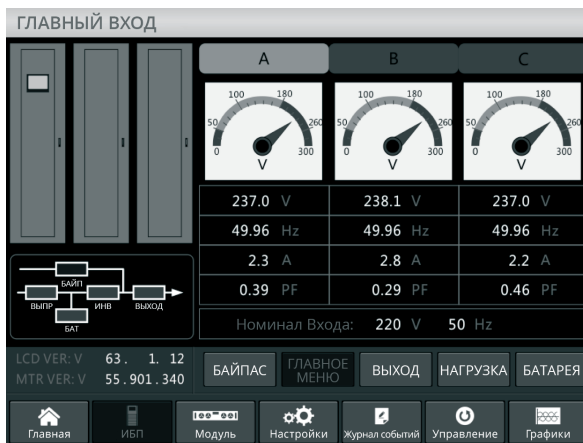 ГЛАВНЫЙ ВХОД
A B C
0 50 100 180 260 300 V
0 50 100 180 260 300 V
0 50 100 180 260 300 V
237.0 V 238.1 V 237.0 V
49.96 Hz 49.96 Hz 49.96 Hz
2.3 A 2.8 A 2.2 A
0.39 PF 0.29 PF 0.46 PF
Номинал Входа: 220 V 50 Hz
БАЙП
ВЫПР ИНВ ВЫХОД
БАТ
LCD VER: V 63. 1. 12
MTR VER: V 55.901.340
БАЙПАС
ГЛАВНОЕ
МЕНЮ
ВЫХОД
НАГРУЗКА
БАТАРЕЯ
Главная ИБП Модуль Настройки Журнал событий Управление Графики